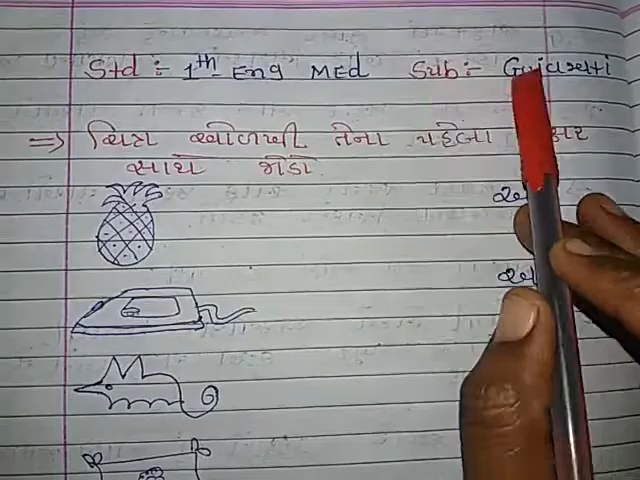 Std :- 1th Eng MEd Sub :- Gujarati
⇒ ચિત્ર ઓળખી તેના પહેલા
સાથે જોડો